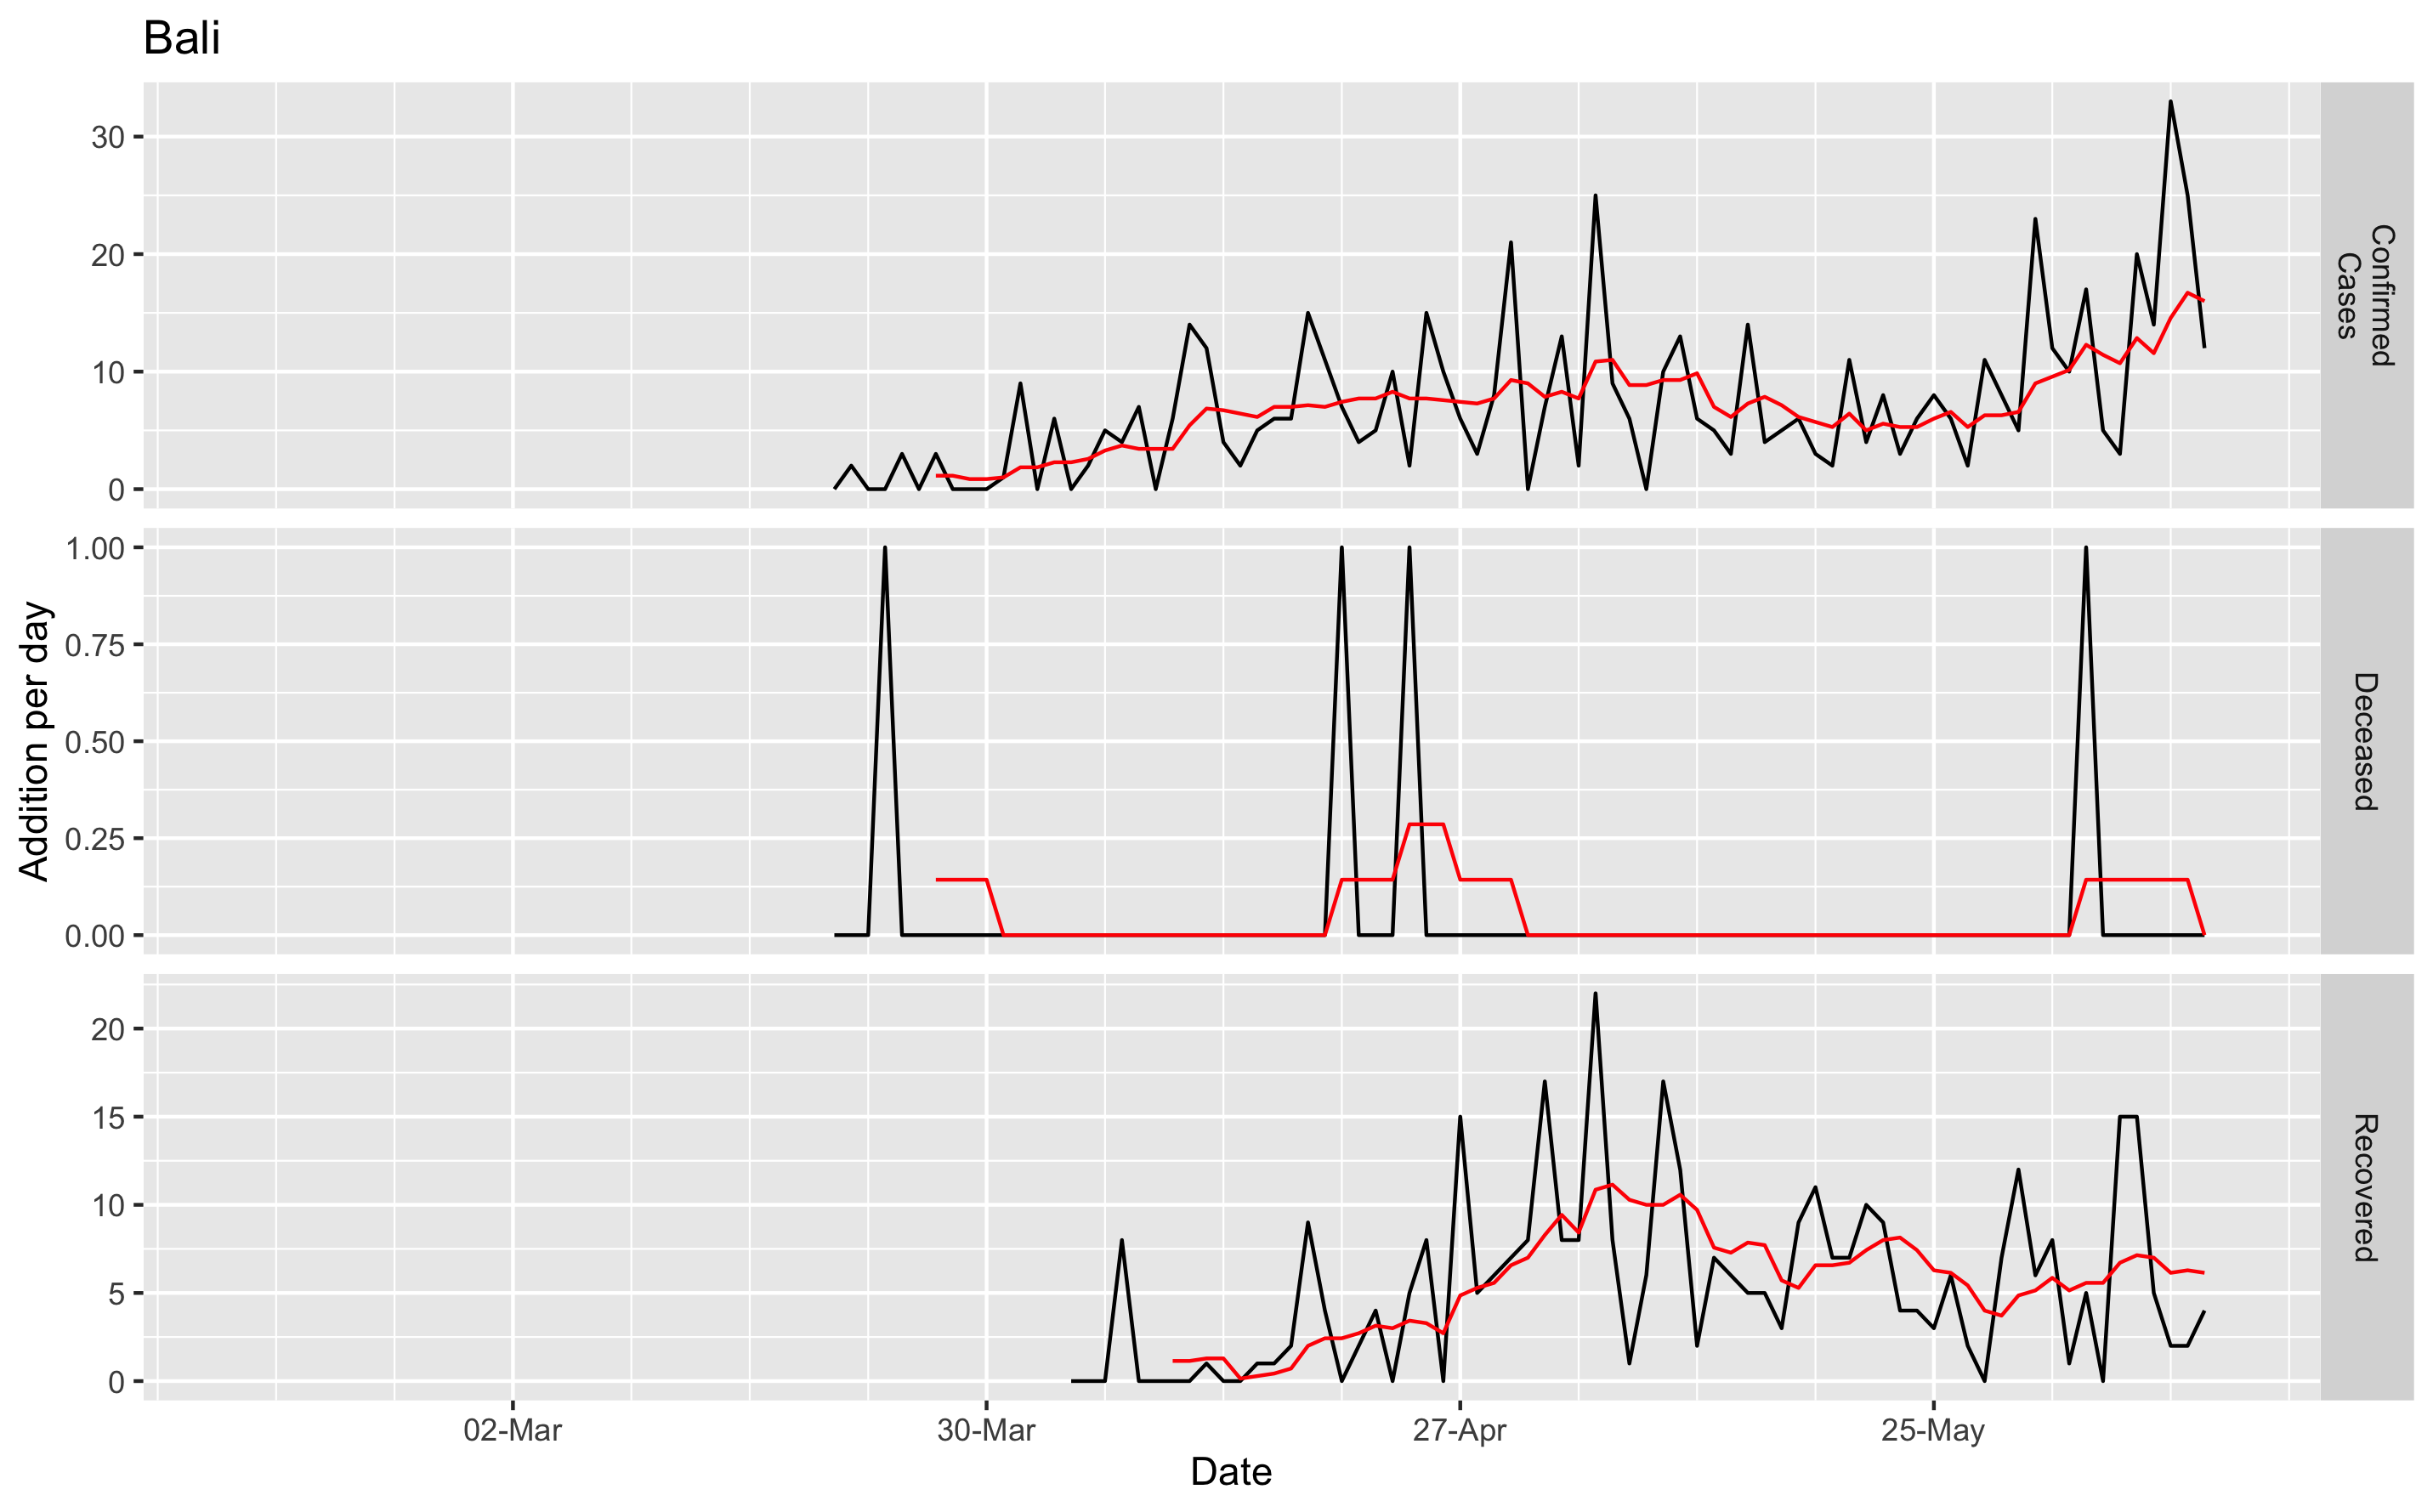 Bali
30
20
10
0
Confirmed
Cases
1.00
0.75
0.50
0.25
0.00
Deceased
20
15
10
5
0
Recovered
Addition per day
02-Mar
30-Mar
27-Apr
25-May
Date